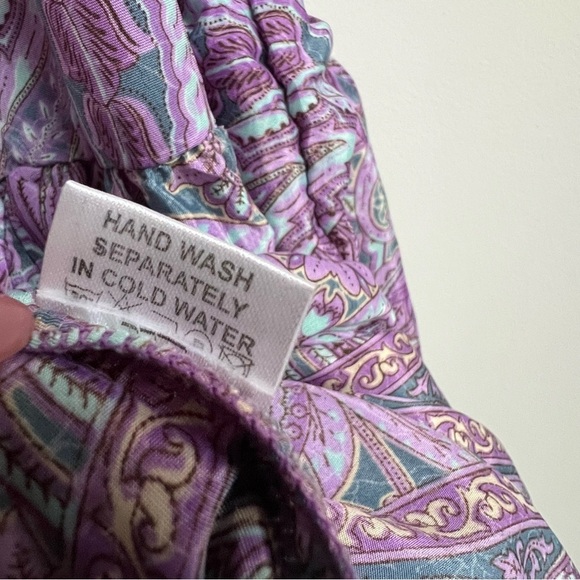 HAND WASH
SEPARATELY
IN COLD WATER